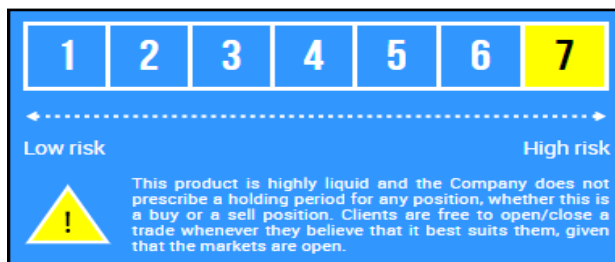 1 2 3 4 5 6 7
Low risk High risk
This product is highly liquid and the Company does not
prescribe a holding period for any position, whether this is
a buy or a sell position. Clients are free to open/close a
trade whenever they believe that it best suits them, given
that the markets are open.
!